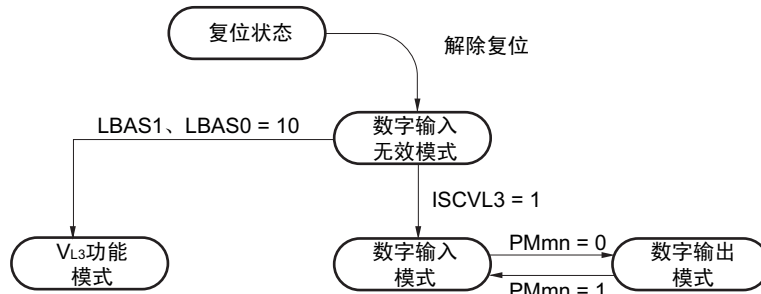 复位状态
解除复位
LBAS1、LBAS0 = 10
数字输入
无效模式
ISCVL3 = 1
VL3功能
模式
数字输入
模式
PMmn = 0
PMmn = 1
数字输出
模式